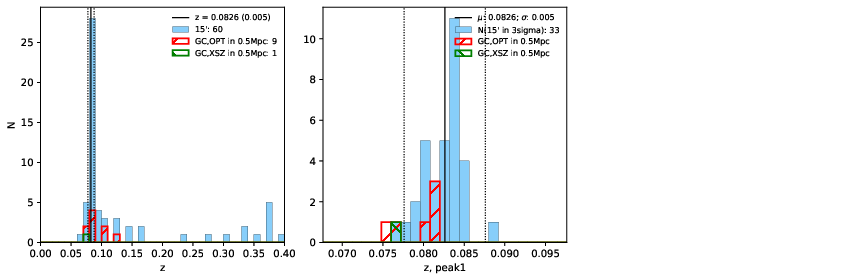 z = 0.0826 (0.005)
15': 60
GC,OPT in 0.5Mpc: 9
GC,XSZ in 0.5Mpc: 1
N
25
20
15
10
5
0
0.00 0.05 0.10 0.15 0.20 0.25 0.30 0.35 0.40
z
μ: 0.0826; σ: 0.005
N(15' in 3sigma): 33
GC,OPT in 0.5Mpc
GC,XSZ in 0.5Mpc
10
8
6
4
2
0
0.070 0.075 0.080 0.085 0.090 0.095
z, peak1